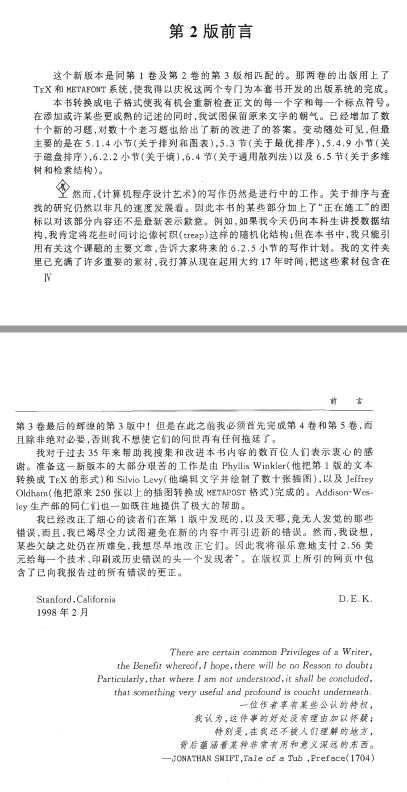 第 2 版前言
这个新版本是同第 1 卷及第 2 卷的第 3 版相匹配的。那两卷的出版用上了
TEX 和 METAFONT 系统,使我得以庆祝这两个专门为本套书开发的出版系统的完成。
本书转换成电子格式使我有机会重新检查正文的每一个字和每一个标点符号。
在添加或许某些更成熟的记述的同时,我试图保留原来文字的朝气。已经增加了数
十个新的习题,对数十个老习题也给出了新的改进了的答案。变动随处可见,但最
主要的是在 5.1.4 小节(关于排列和图表),5.3 节(关于最优排序),5.4.9 小节(关
于磁盘排序),6.2.2 小节(关于熵),6.4 节(关于通用散列法)以及 6.5 节(关于多维
树和检索结构)。
然而,《计算机程序设计艺术》的写作仍然是进行中的工作。关于排序与查
找的研究仍然以非凡的速度发展着。因此本书的某些部分加上了“正在施工”的图
标以对该部分内容还不是最新表示歉意。例如,如果我今天仍向本科生讲授数据结
构,我肯定将花些时间讨论像树积(treap)这样的随机化结构;但在本书中,我只能引
用有关这个课题的主要文章,告诉大家将来的 6.2.5 小节的写作计划。我的文件夹
里已充满了许多重要的素材,我打算从现在起用大约 17 年时间,把这些素材包含在
Ⅳ
前 言
第 3 卷最后的辉煌的第 3 版中！但是在此之前我必须首先完成第 4 卷和第 5 卷,而
且除非绝对必要,否则我不想使它们的问世再有任何拖延了。
我对于过去 35 年来帮助我搜集和改进本书内容的数百位人们表示衷心的感
谢。准备这一新版本的大部分艰苦的工作是由 Phyllis Winkler(他把第 1 版的文本
转换成 TEX 的形式)和 Silvio Levy(他编辑文字并绘制了数十张插图),以及 Jeffrey
Oldham(他把原来 250 张以上的插图转换成 METAPOST 格式)完成的。Addison-Wes-
ley 生产部的同仁们也一如既往地提供了极大的帮助。
我已经改正了细心的读者们在第 1 版中发现的,以及天哪,竟无人发觉的那些
错误,而且,我已竭尽全力试图避免在新的内容中再引进新的错误。然而,我设想,
某些欠缺之处仍在所难免,我想尽早地改正它们。因此我将很乐意地支付 2.56 美
元给每一个技术、印刷或历史错误的头一个发现者*。在版权页上所引的网页中包
含了已向我报告过的所有错误的更正。
Stanford,California D.E.K.
1998 年 2 月
There are certain common Privileges of a Writer,
the Benefit whereof, I hope, there will be no Reason to doubt;
Particularly, that where I am not understood, it shall be concluded,
that something very useful and profound is coucht underneath.
一位作者享有某些公认的特权,
我认为,这件事的好处没有理由加以怀疑;
特别是,在我还不被人们理解的地方,
背后蕴涵着某种非常有用和意义深远的东西。
—JONATHAN SWIFT,Tale of a Tub ,Preface(1704)